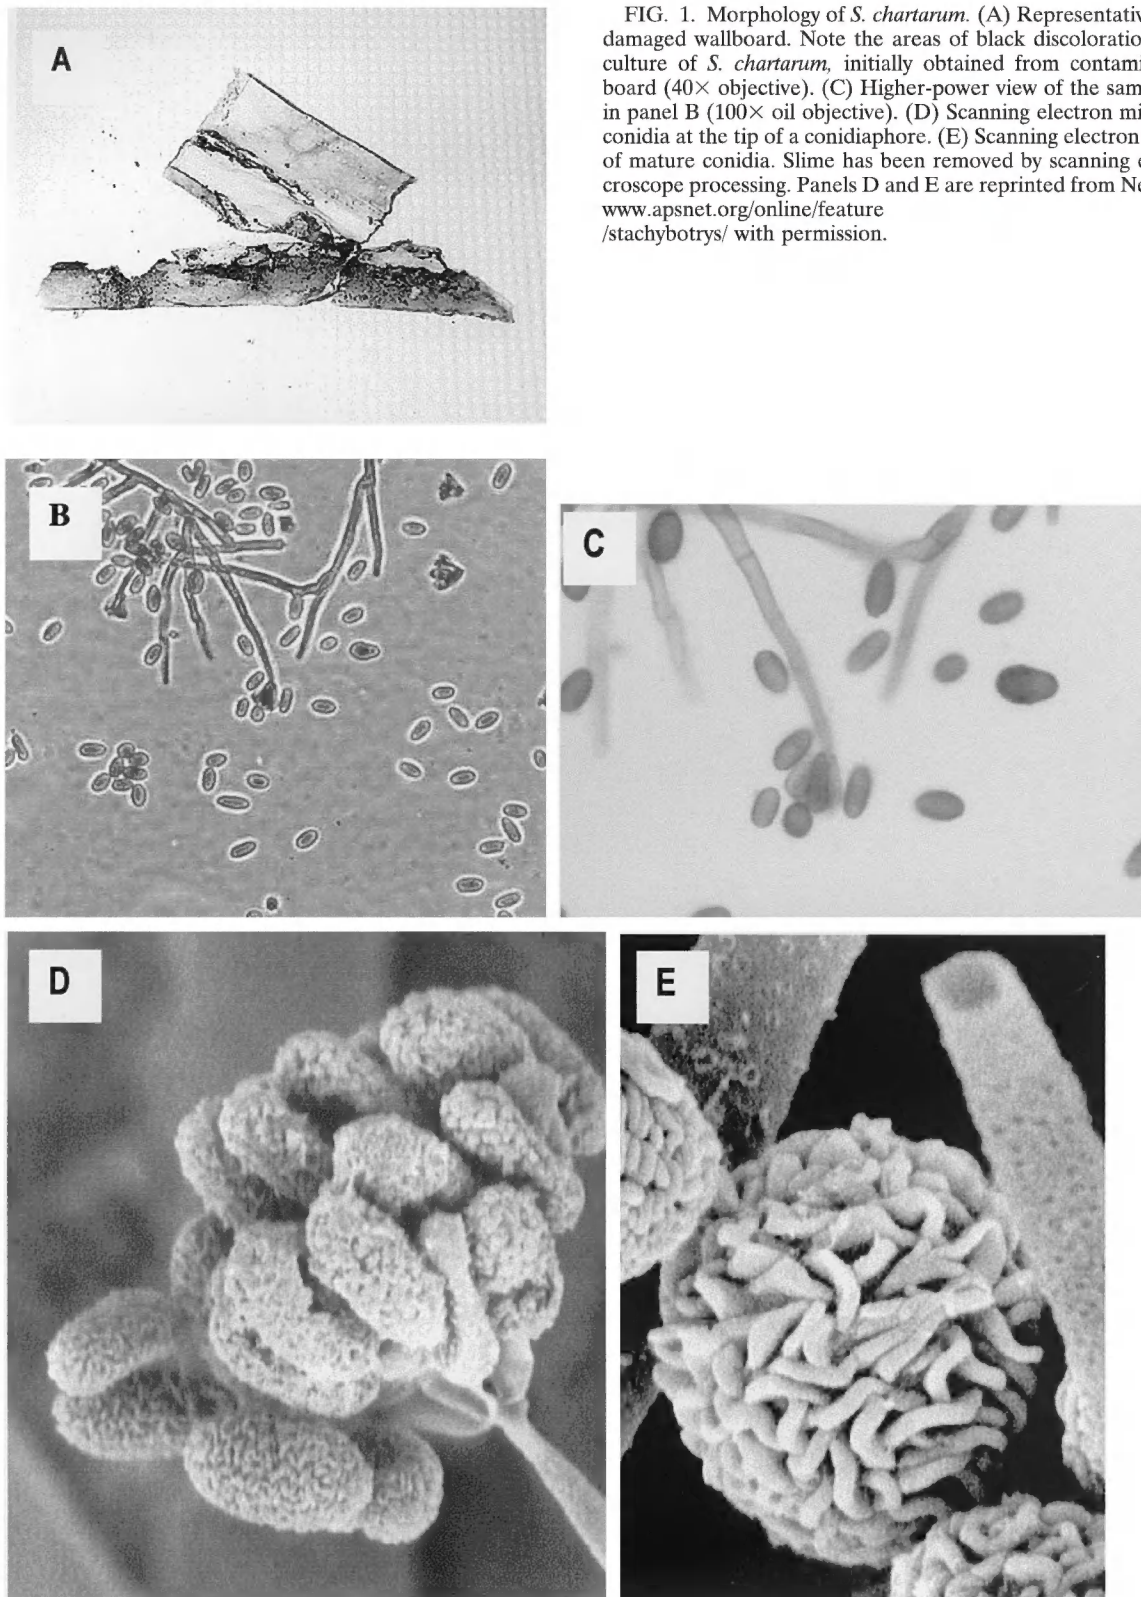 FIG. 1. Morphology of S. chartarum. (A) Representativ
damaged wallboard. Note the areas of black discoloratio
culture of S. chartarum, initially obtained from contami
board (40× objective). (C) Higher-power view of the sam
in panel B (100× oil objective). (D) Scanning electron mi
conidia at the tip of a conidiaphore. (E) Scanning electron
of mature conidia. Slime has been removed by scanning e
croscope processing. Panels D and E are reprinted from Ne
www.apsnet.org/online/feature
/stachybotrys/ with permission.
A
B
C
D
E